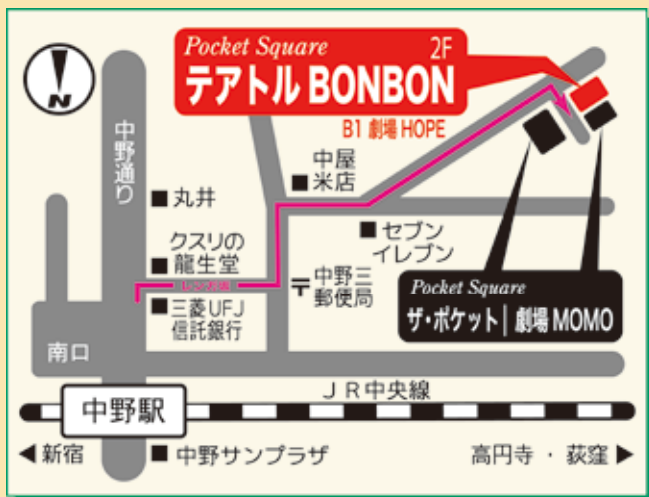 N
Pocket Square
2F
テアトル BONBON
B1 劇場 HOPE
中野通り
中屋
米店
丸井
クスリの
龍生堂
セブン
イレブン
レンガ坂
〒
中野三
郵便局
三菱UFJ
信託銀行
Pocket Square
ザ・ポケット | 劇場 MOMO
南口
JR中央線
中野駅
◀新宿
中野サンプラザ
高円寺・荻窪▶